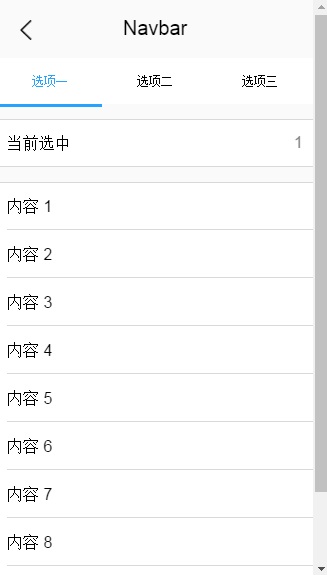 Navbar
选项一 选项二 选项三
当前选中 1
内容 1
内容 2
内容 3
内容 4
内容 5
内容 6
内容 7
内容 8